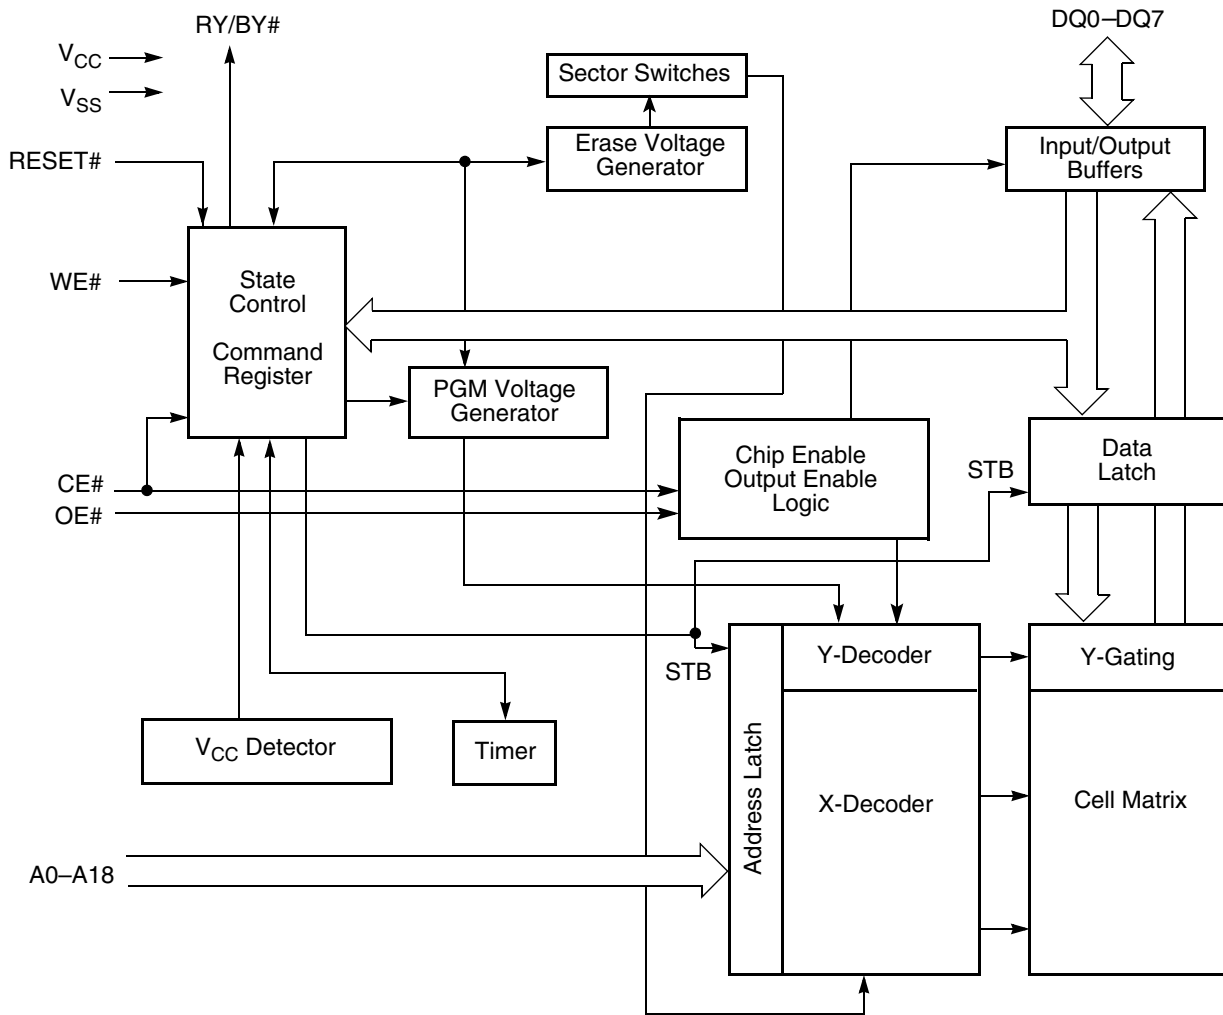 RY/BY#
DQ0–DQ7
VCC
VSS
Sector Switches
RESET#
Erase Voltage
Generator
Input/Output
Buffers
WE#
State
Control
Command
Register
PGM Voltage
Generator
Chip Enable
Output Enable
Logic
STB
Data
Latch
CE#
OE#
STB
Y-Decoder
Y-Gating
VCC Detector
Timer
Address Latch
X-Decoder
Cell Matrix
A0–A18